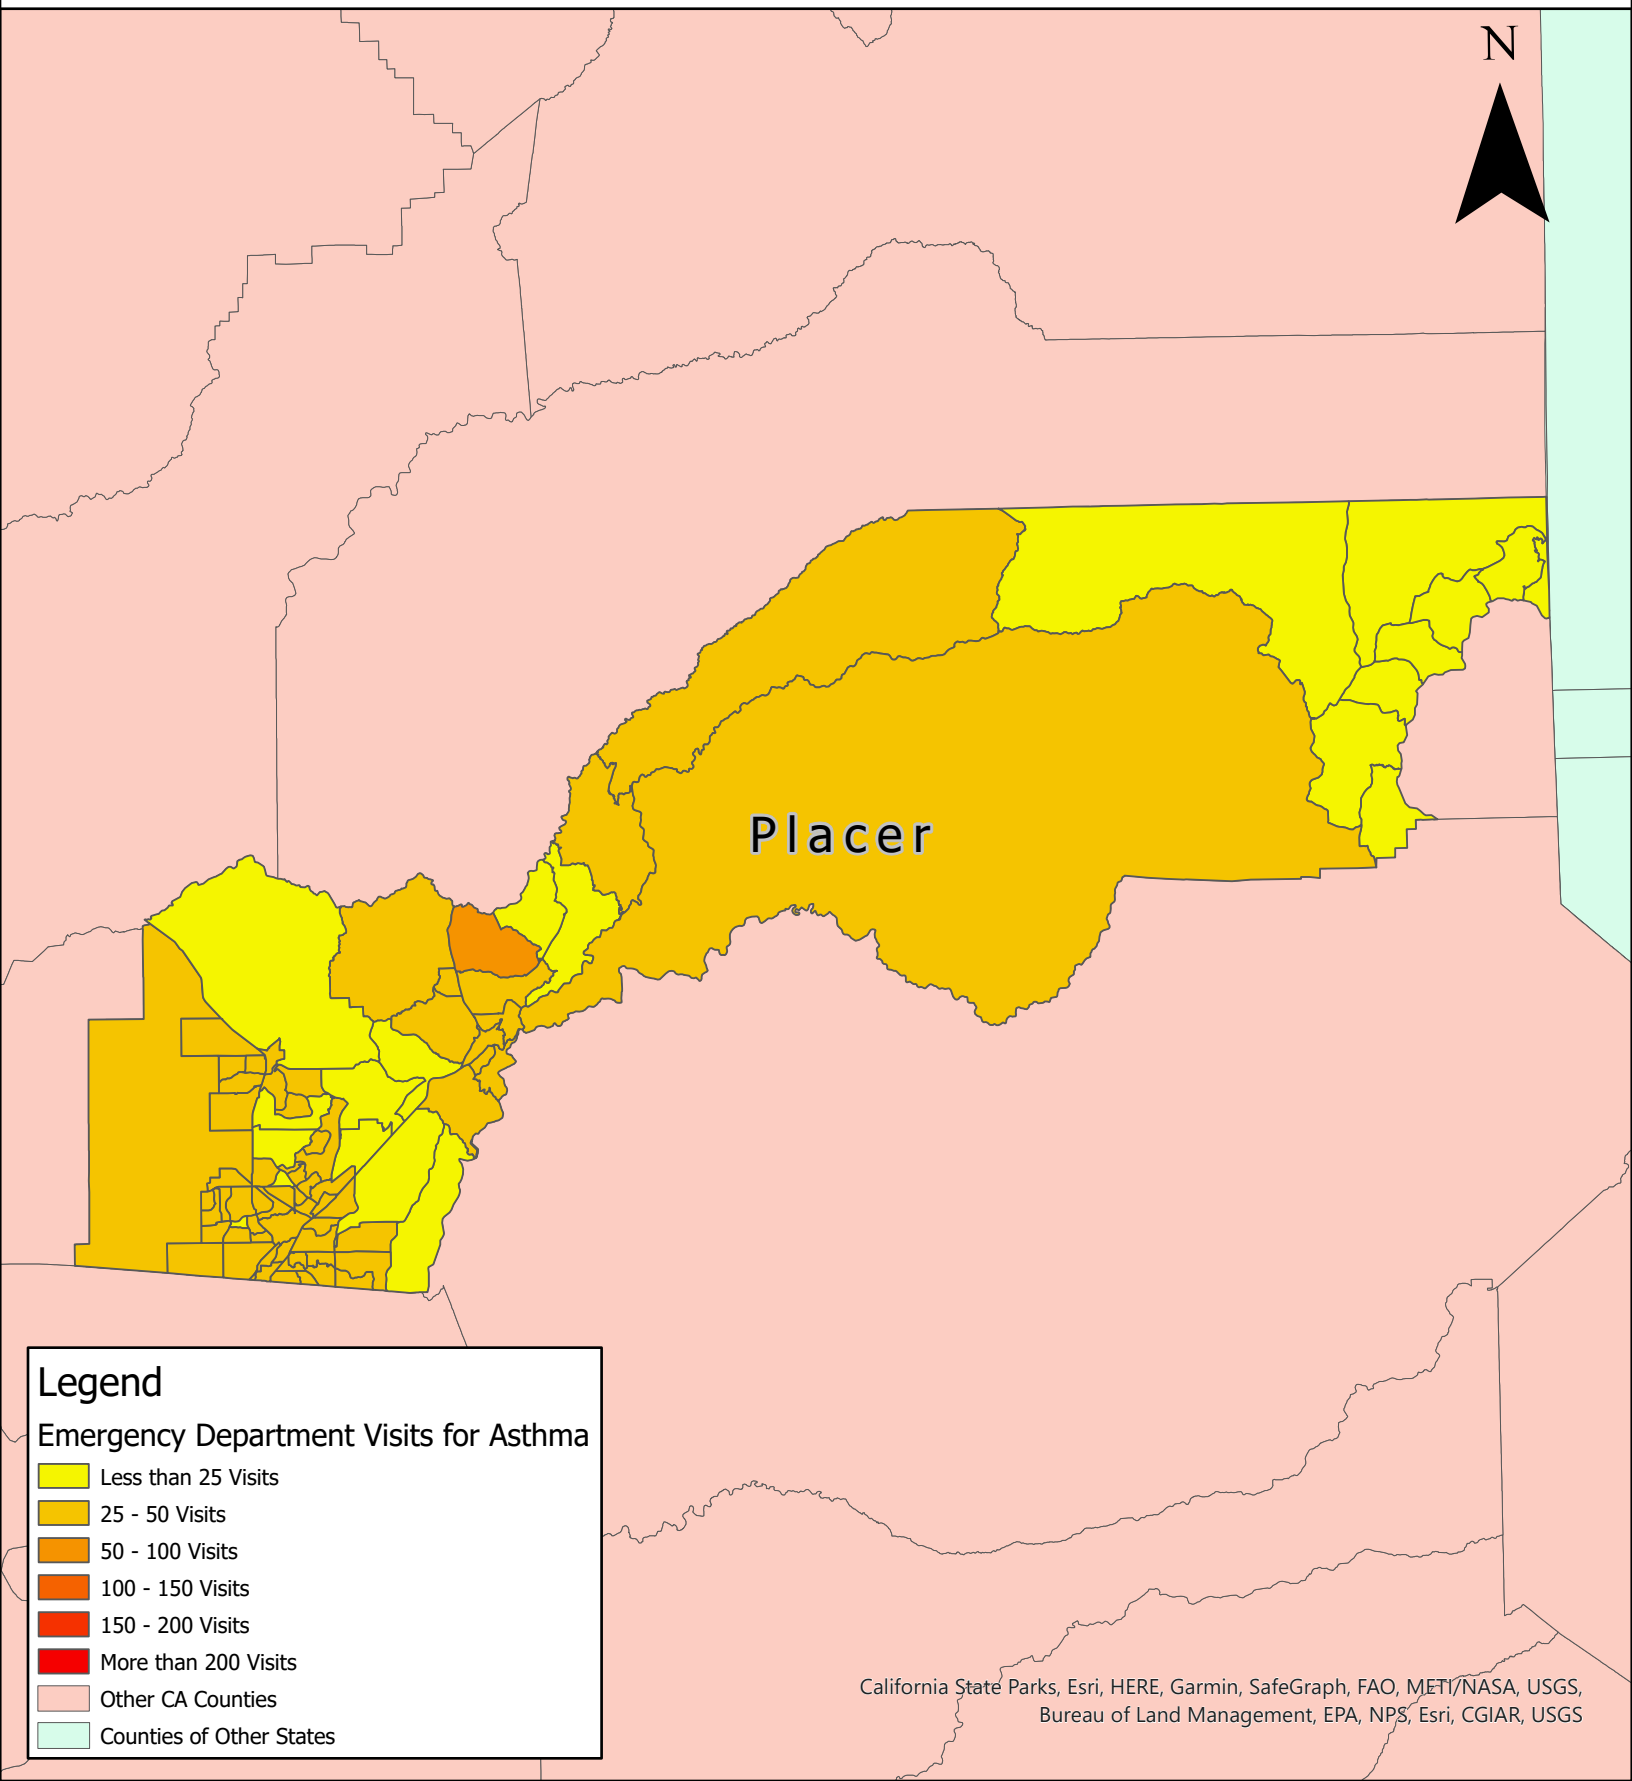 N
Placer
Legend
Emergency Department Visits for Asthma
Less than 25 Visits
25 - 50 Visits
50 - 100 Visits
100 - 150 Visits
150 - 200 Visits
More than 200 Visits
Other CA Counties
Counties of Other States
California State Parks, Esri, HERE, Garmin, SafeGraph, FAO, METI/NASA, USGS,
Bureau of Land Management, EPA, NPS, Esri, CGIAR, USGS